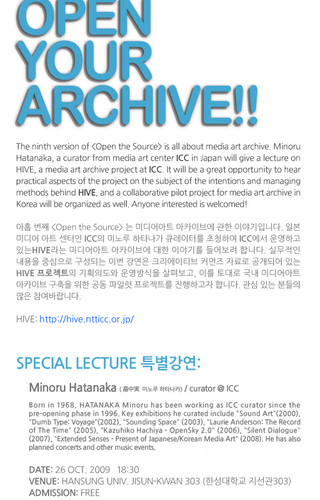 OPEN
YOUR
ARCHIVE!!
The ninth version of <Open the Source> is all about media art archive. Minoru
Hatanaka, a curator from media art center ICC in Japan will give a lecture on
HIVE, a media art archive project at ICC. It will be a great opportunity to hear
practical aspects of the project on the subject of the intentions and managing
methods behind HIVE, and a collaborative pilot project for media art archive in
Korea will be organized as well. Anyone interested is welcomed!
아홉 번째 <Open the Source> 는 미디어아트 아카이브에 관한 이야기입니다. 일본
미디어 아트 센터인 ICC의 미노루 하타나가 큐레이터를 초청하여 ICC에서 운영하고
있는HIVE라는 미디어아트 아카이브에 대한 이야기를 들어보려 합니다. 실무적인
내용을 중심으로 구성되는 이번 강연은 크리에이티브 커먼즈 자료로 공개되어 있는
HIVE 프로젝트의 기획의도와 운영방식을 살펴보고, 이를 토대로 국내 미디어아트
아카이브 구축을 위한 공동 파일럿 프로젝트를 진행하고자 합니다. 관심 있는 분들의
많은 참여바랍니다.
HIVE: http://hive.ntticc.or.jp/
SPECIAL LECTURE 특별강연:
Minoru Hatanaka ( 畠中実 미노루 하타나카) / curator @ ICC
Born in 1968, HATANAKA Minoru has been working as ICC curator since the
pre-opening phase in 1996. Key exhibitions he curated include "Sound Art"(2000),
"Dumb Type: Voyage"(2002), "Sounding Space" (2003), "Laurie Anderson: The Record
of The Time" (2005), "Kazuhiko Hachiya - OpenSky 2.0" (2006), "Silent Dialogue"
(2007), "Extended Senses - Present of Japanese/Korean Media Art" (2008). He has also
planned concerts and other music events.
DATE: 26 OCT. 2009 18:30
VENUE: HANSUNG UNIV. JISUN-KWAN 303 (한성대학교 지선관303)
ADMISSION: FREE